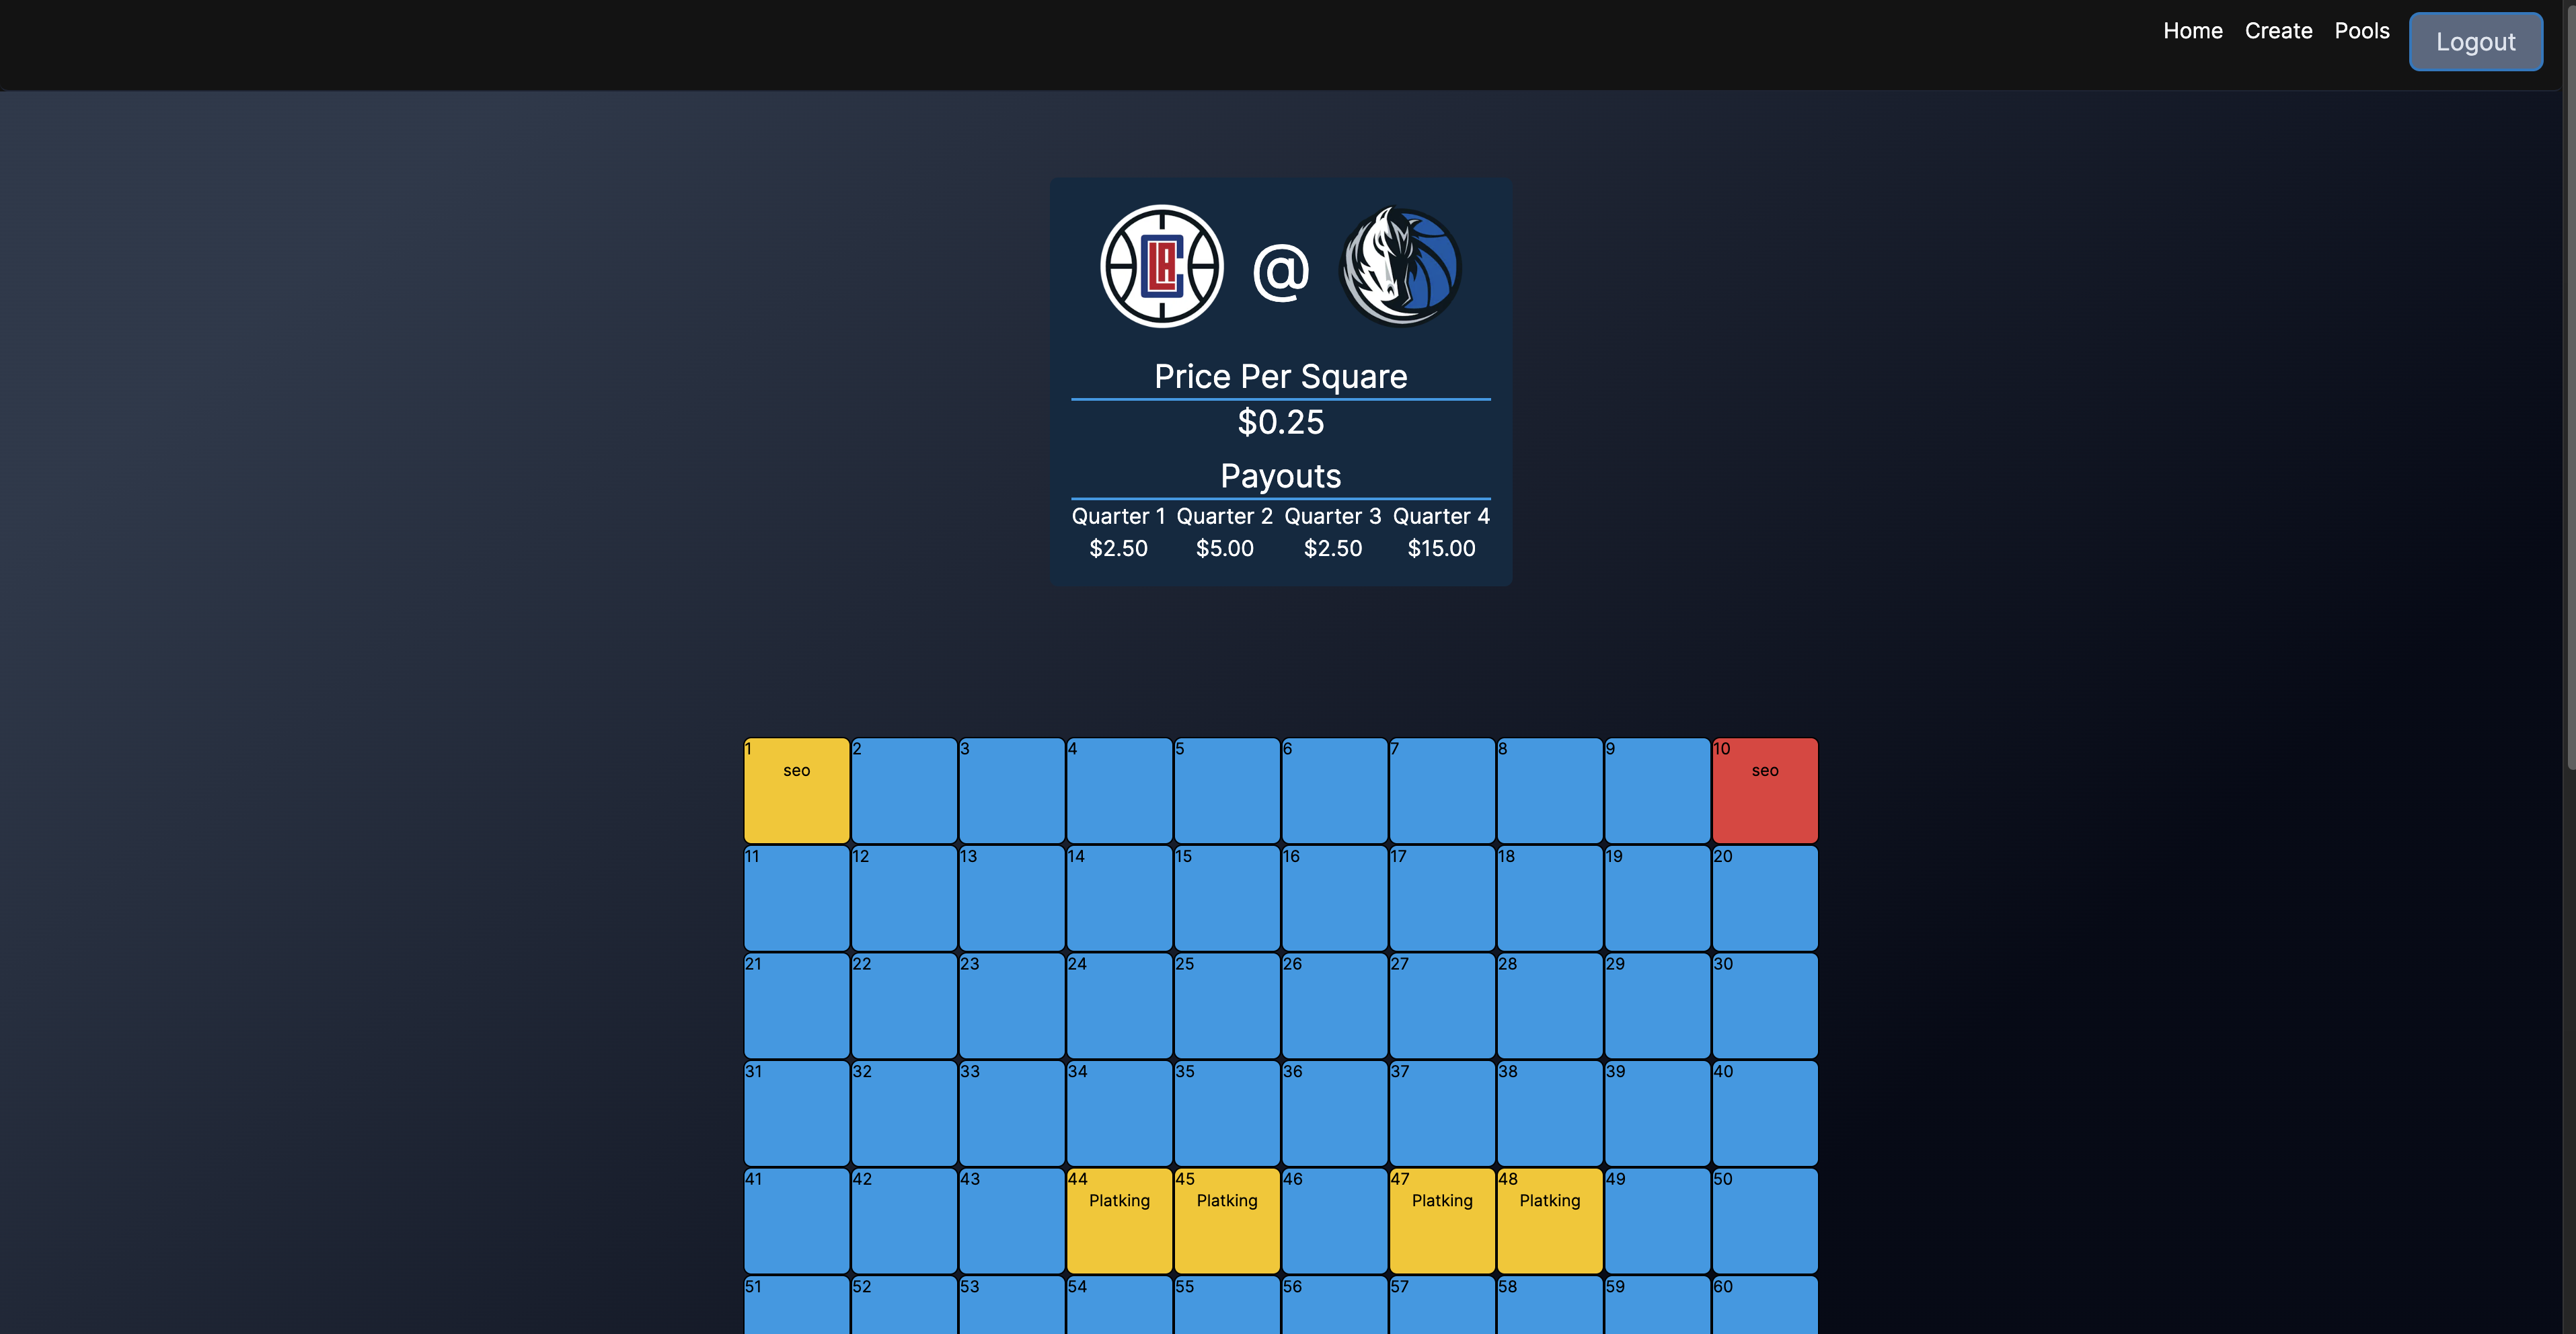 Home Create Pools Logout
LA C
@
Price Per Square
$0.25
Payouts
Quarter 1 Quarter 2 Quarter 3 Quarter 4
$2.50 $5.00 $2.50 $15.00
1 2 3 4 5 6 7 8 9 10
seo seo
11 12 13 14 15 16 17 18 19 20
21 22 23 24 25 26 27 28 29 30
31 32 33 34 35 36 37 38 39 40
41 42 43 44 45 46 47 48 49 50
Platking Platking Platking Platking
51 52 53 54 55 56 57 58 59 60